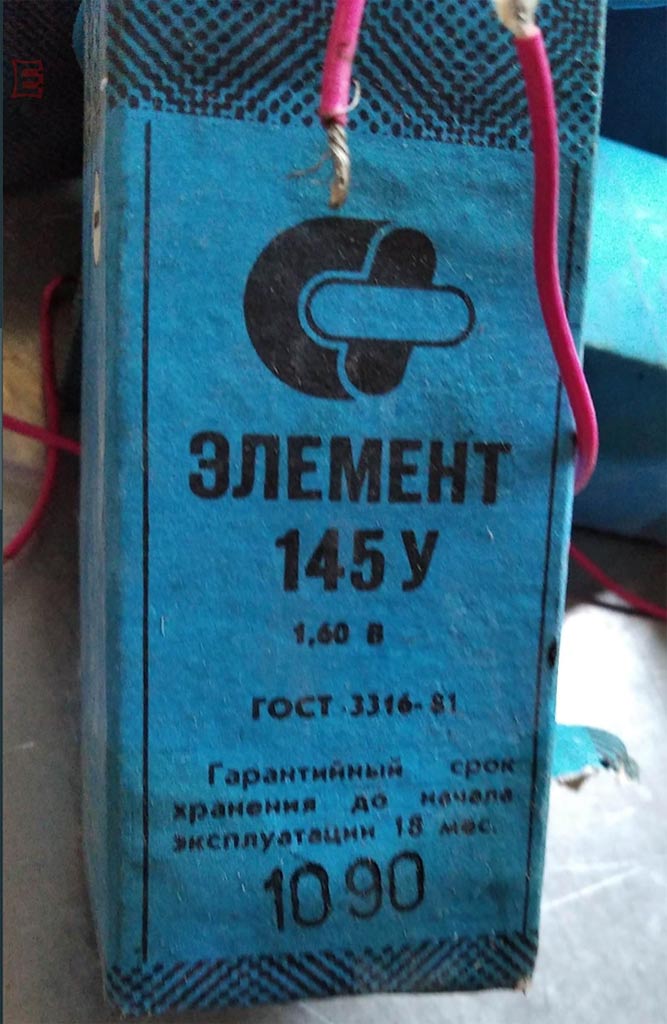 ЭЛЕМЕНТ
145 У
1,60 В
ГОСТ 3316-81
Гарантийный срок
хранения до начала
эксплуатации 18 мес.
10 90